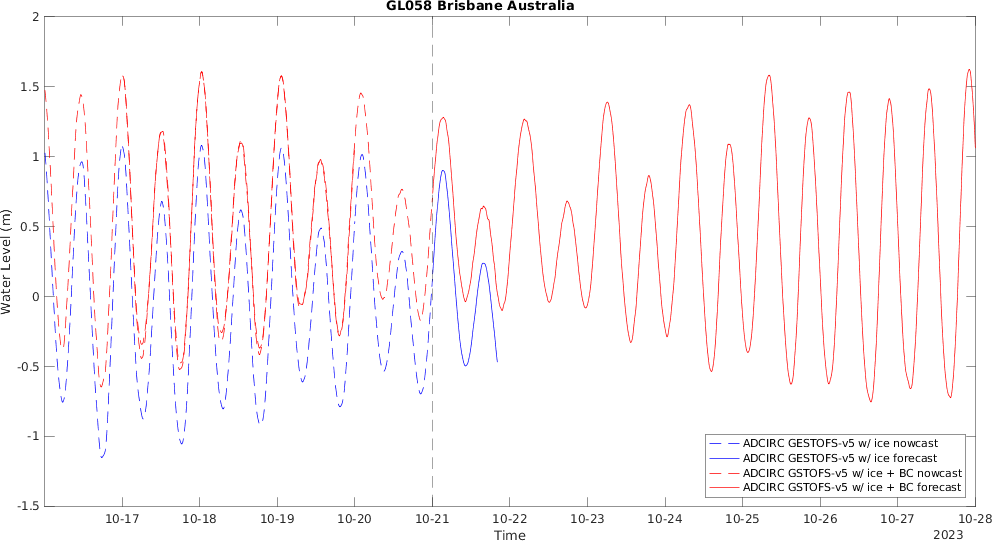 GL058 Brisbane Australia
2
1.5
1
0.5
0
-0.5
-1
-1.5
Water Level (m)
ADCIRC GESTOFS-v5 w/ ice nowcast
ADCIRC GESTOFS-v5 w/ ice forecast
ADCIRC GSTOFS-v5 w/ ice + BC nowcast
ADCIRC GSTOFS-v5 w/ ice + BC forecast
10-17 10-18 10-19 10-20 10-21 10-22 10-23 10-24 10-25 10-26 10-27 10-28
Time
2023